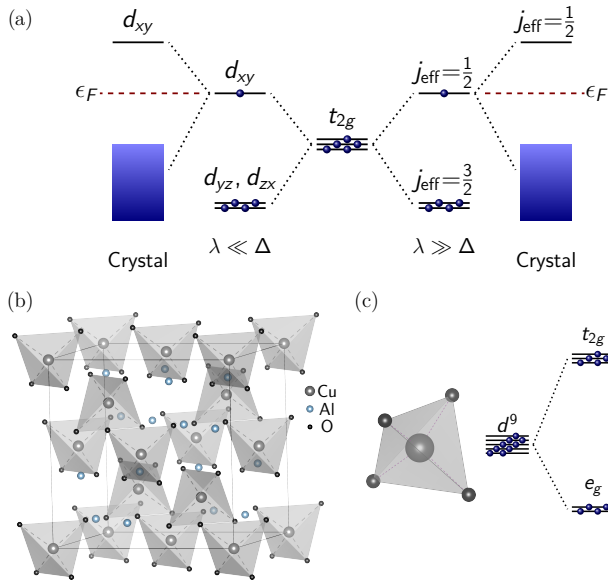 (a)
d_xy
j_eff=1/2
d_xy
j_eff=1/2
ϵ_F
ϵ_F
t_2g
d_yz, d_zx
j_eff=3/2
Crystal
λ ≪ Δ
λ ≫ Δ
Crystal
(b)
Cu
Al
O
(c)
t_2g
d^9
e_g